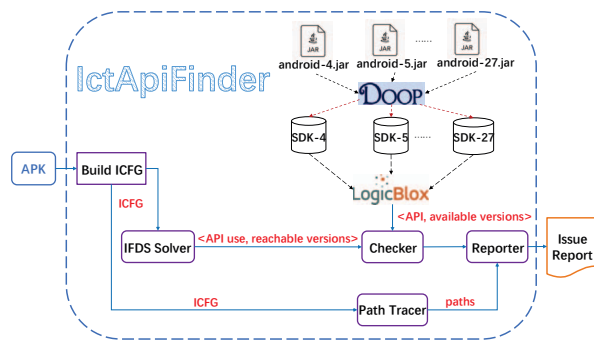 JAR
JAR
......
JAR
android-4.jar
android-5.jar
android-27.jar
IctApiFinder
DOOP
SDK-4
SDK-5
......
SDK-27
APK
Build ICFG
LogicBlox
ICFG
<API, available versions>
IFDS Solver
<API use, reachable versions>
Checker
Reporter
Issue
Report
ICFG
Path Tracer
paths